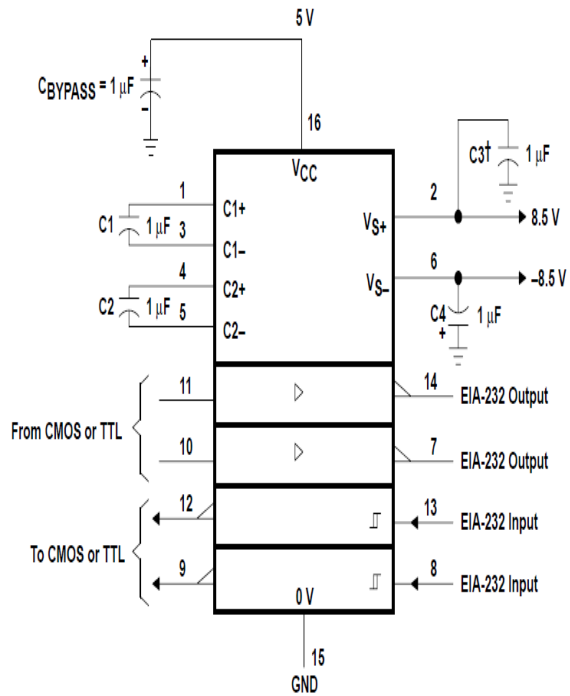 5 V
+
CBYPASS = 1 µF
–
16
VCC
C3†
1 µF
1
C1+
2
C1
1 µF
VS+
8.5 V
3
C1–
4
C2+
6
VS–
–8.5 V
C2
1 µF
C4
1 µF
+
5
C2–
11
14
EIA-232 Output
From CMOS or TTL
10
7
EIA-232 Output
12
13
EIA-232 Input
To CMOS or TTL
9
8
EIA-232 Input
0 V
15
GND